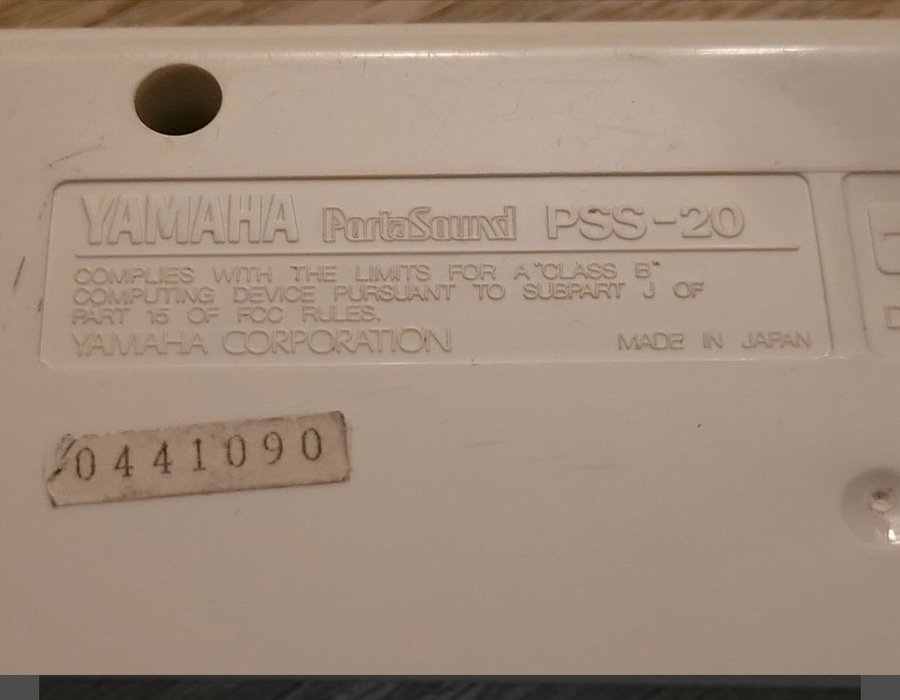 YAMAHA PortaSound PSS-20
COMPLIES WITH THE LIMITS FOR A "CLASS B"
COMPUTING DEVICE PURSUANT TO SUBPART J OF
PART 15 OF FCC RULES.
YAMAHA CORPORATION MADE IN JAPAN
0441090